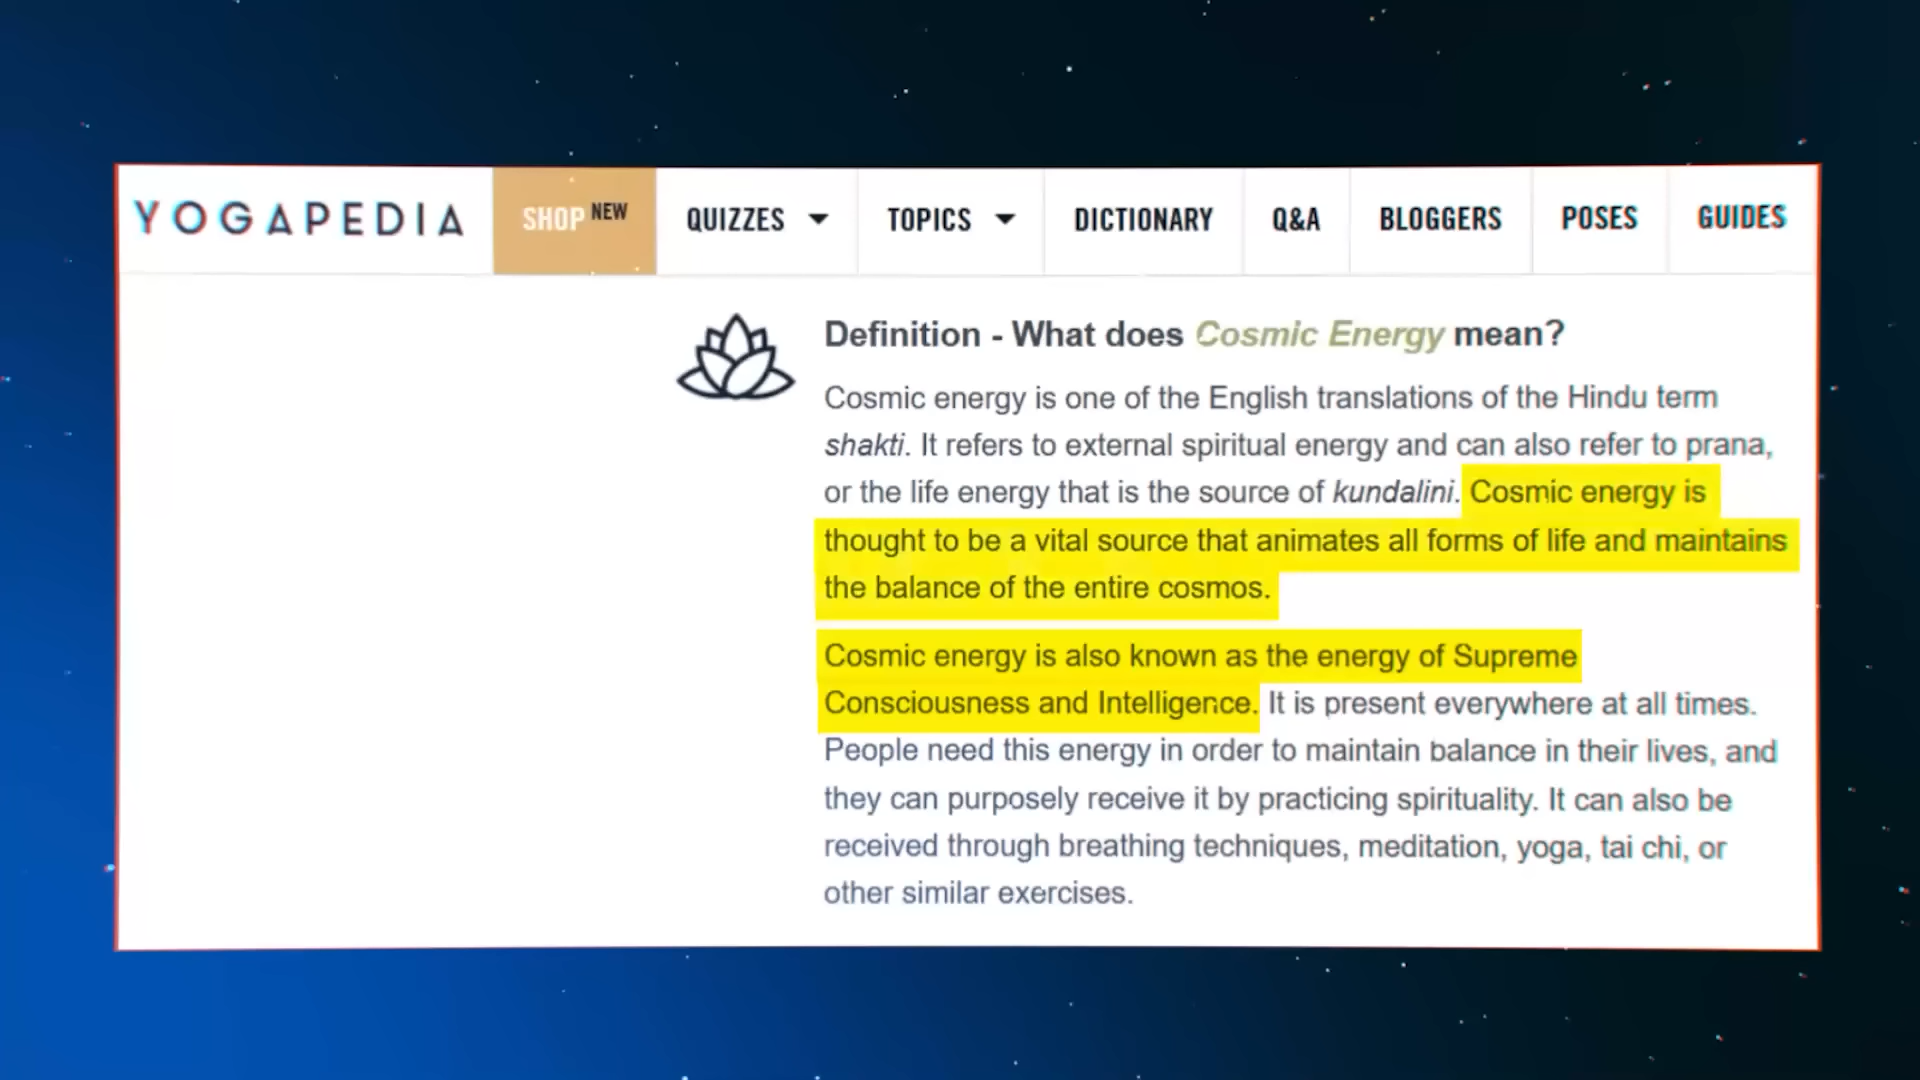 YOGAPEDIA SHOP NEW QUIZZES TOPICS DICTIONARY Q&A BLOGGERS POSES GUIDES
Definition - What does Cosmic Energy mean?
Cosmic energy is one of the English translations of the Hindu term
shakti. It refers to external spiritual energy and can also refer to prana,
or the life energy that is the source of kundalini. Cosmic energy is
thought to be a vital source that animates all forms of life and maintains
the balance of the entire cosmos.
Cosmic energy is also known as the energy of Supreme
Consciousness and Intelligence. It is present everywhere at all times.
People need this energy in order to maintain balance in their lives, and
they can purposely receive it by practicing spirituality. It can also be
received through breathing techniques, meditation, yoga, tai chi, or
other similar exercises.